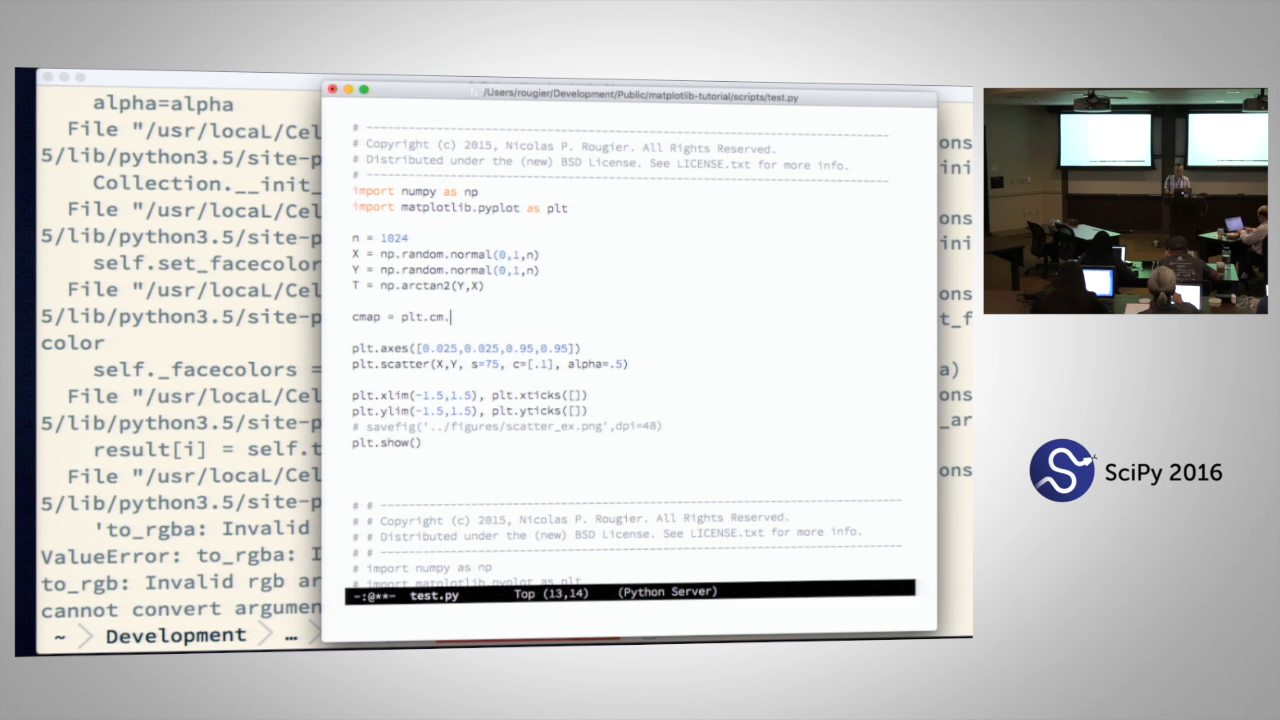 alpha=alpha
File "/usr/locaL/Cel
5/lib/python3.5/site-p
Collection.__init_
File "/usr/locaL/Cel
5/lib/python3.5/site-p
self.set_facecolor
File "/usr/locaL/Cel
5/lib/python3.5/site-p
color
self._facecolors =
File "/usr/locaL/Cel
5/lib/python3.5/site-p
result[i] = self.t
File "/usr/locaL/Cel
5/lib/python3.5/site-p
'to_rgba: Invalid
ValueError: to_rgba: I
to_rgb: Invalid rgb ar
cannot convert argumen
~ Development …
/Users/rougier/Development/Public/matplotlib-tutorial/scripts/test.py
# -----------------------------------------------------------------------------
# Copyright (c) 2015, Nicolas P. Rougier. All Rights Reserved.
# Distributed under the (new) BSD License. See LICENSE.txt for more info.
# -----------------------------------------------------------------------------
import numpy as np
import matplotlib.pyplot as plt
n = 1024
X = np.random.normal(0,1,n)
Y = np.random.normal(0,1,n)
T = np.arctan2(Y,X)
cmap = plt.cm.
plt.axes([0.025,0.025,0.95,0.95])
plt.scatter(X,Y, s=75, c=[.1], alpha=.5)
plt.xlim(-1.5,1.5), plt.xticks([])
plt.ylim(-1.5,1.5), plt.yticks([])
# savefig('../figures/scatter_ex.png',dpi=48)
plt.show()
# # -----------------------------------------------------------------------------
# # Copyright (c) 2015, Nicolas P. Rougier. All Rights Reserved.
# # Distributed under the (new) BSD License. See LICENSE.txt for more info.
# # -----------------------------------------------------------------------------
# import numpy as np
# import matplotlib.pyplot as plt
-:@**- test.py Top (13,14) (Python Server)
ons
ini
ons
ini
ons
t_f
a)
ons
_ar
ons
SciPy 2016